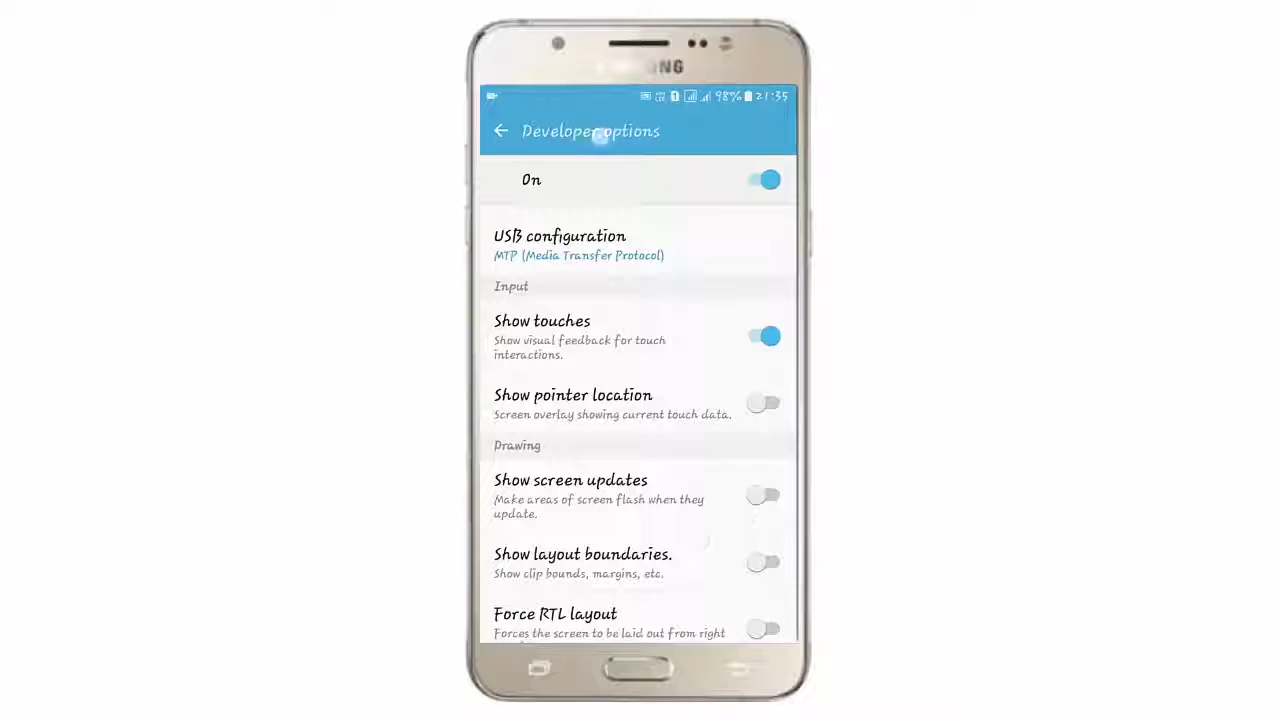 98% 21:35
Developer options
On
USB configuration
MTP (Media Transfer Protocol)
Input
Show touches
Show visual feedback for touch
interactions.
Show pointer location
Screen overlay showing current touch data.
Drawing
Show screen updates
Make areas of screen flash when they
update.
Show layout boundaries.
Show clip bounds, margins, etc.
Force RTL layout
Forces the screen to be laid out from right